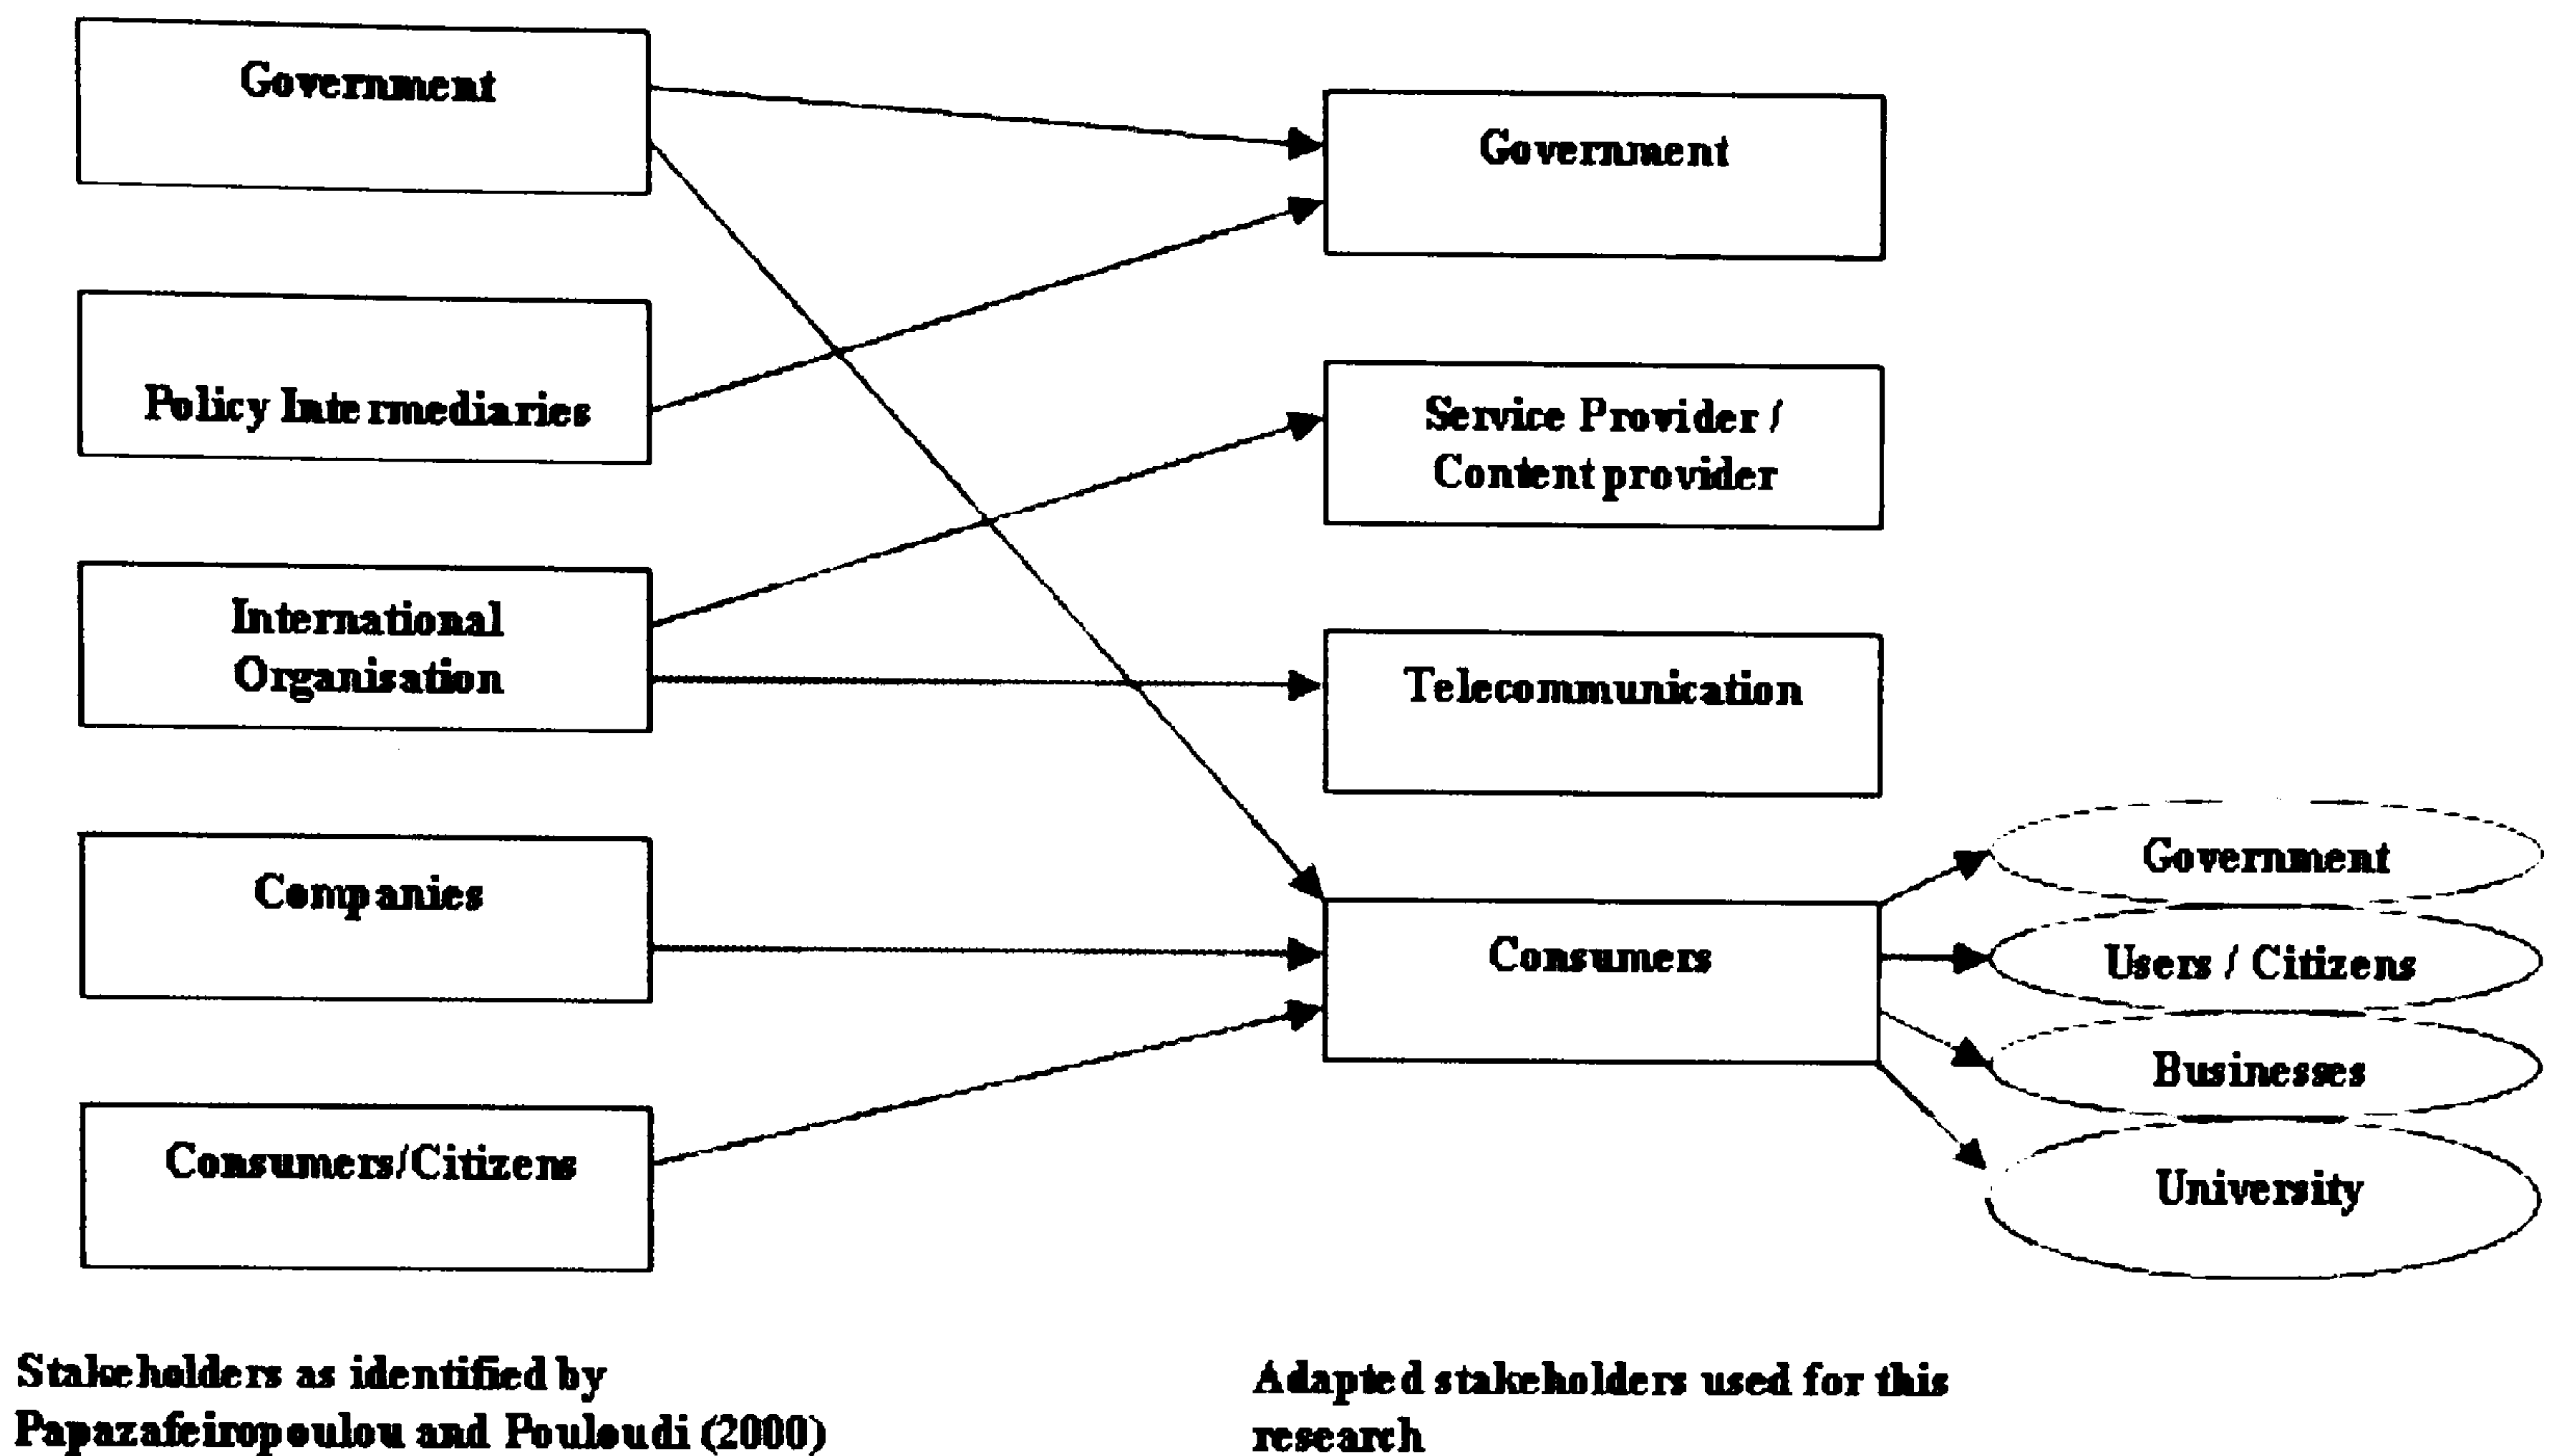 Government
Policy Intermediaries
International
Organisation
Companies
Consumers/Citizens
Stakeholders as identified by
Papazafeiropoulou and Pouloudi (2000)
Government
Service Provider /
Content provider
Telecommunication
Consumers
Adapted stakeholders used for this
research
Government
Users / Citizens
Businesses
University